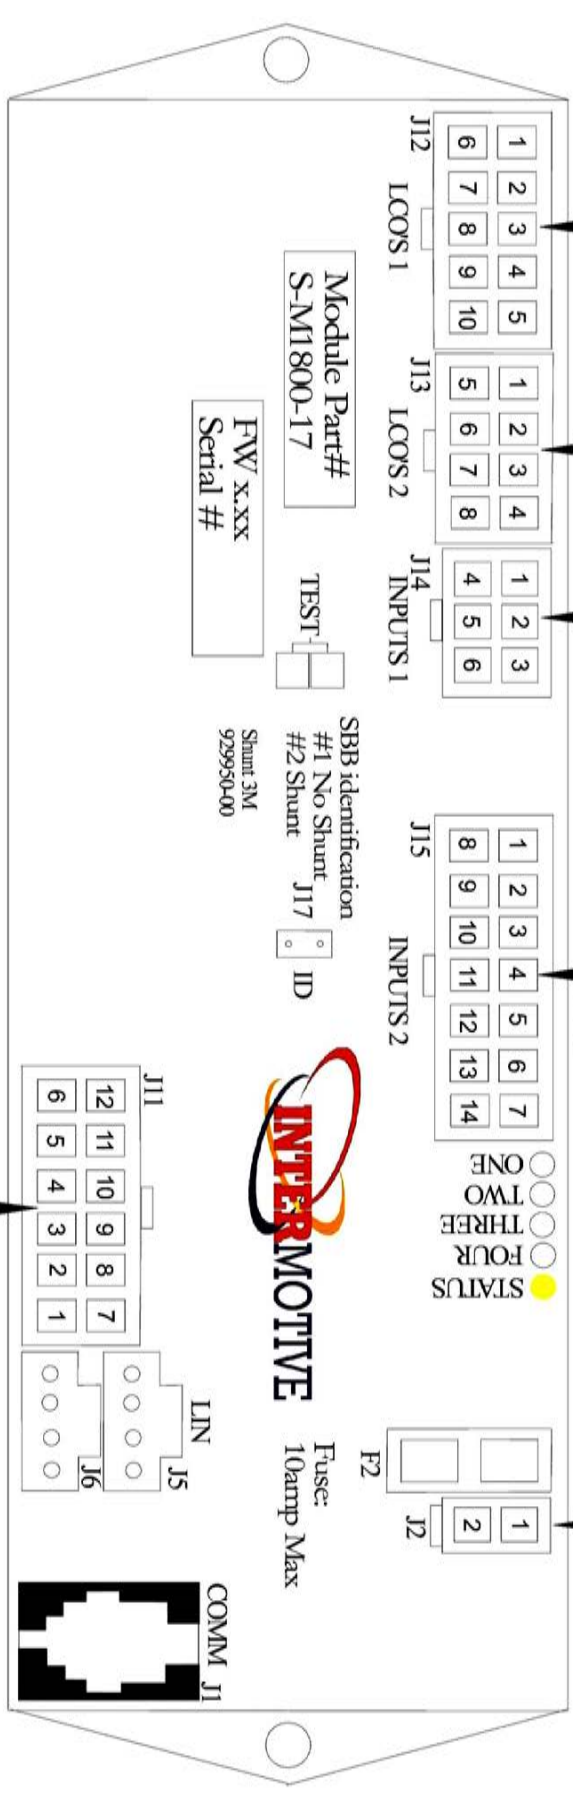 J12
1 2 3 4 5
6 7 8 9 10
LCO'S 1
J13
1 2 3 4
5 6 7 8
LCO'S 2
J14
1 2 3
4 5 6
INPUTS 1
J15
1 2 3 4 5 6 7
8 9 10 11 12 13 14
INPUTS 2
ONE
TWO
THREE
FOUR
STATUS
F2
J2
1
2
Module Part#
S-M1800-17
FW x.xx
Serial #
TEST
SBB identification
#1 No Shunt
#2 Shunt
J17
ID
Shunt 3M
929950-00
INTERMOTIVE
Fuse:
10amp Max
J11
12 11 10 9 8 7
6 5 4 3 2 1
LIN
J5
J6
COMM
J1